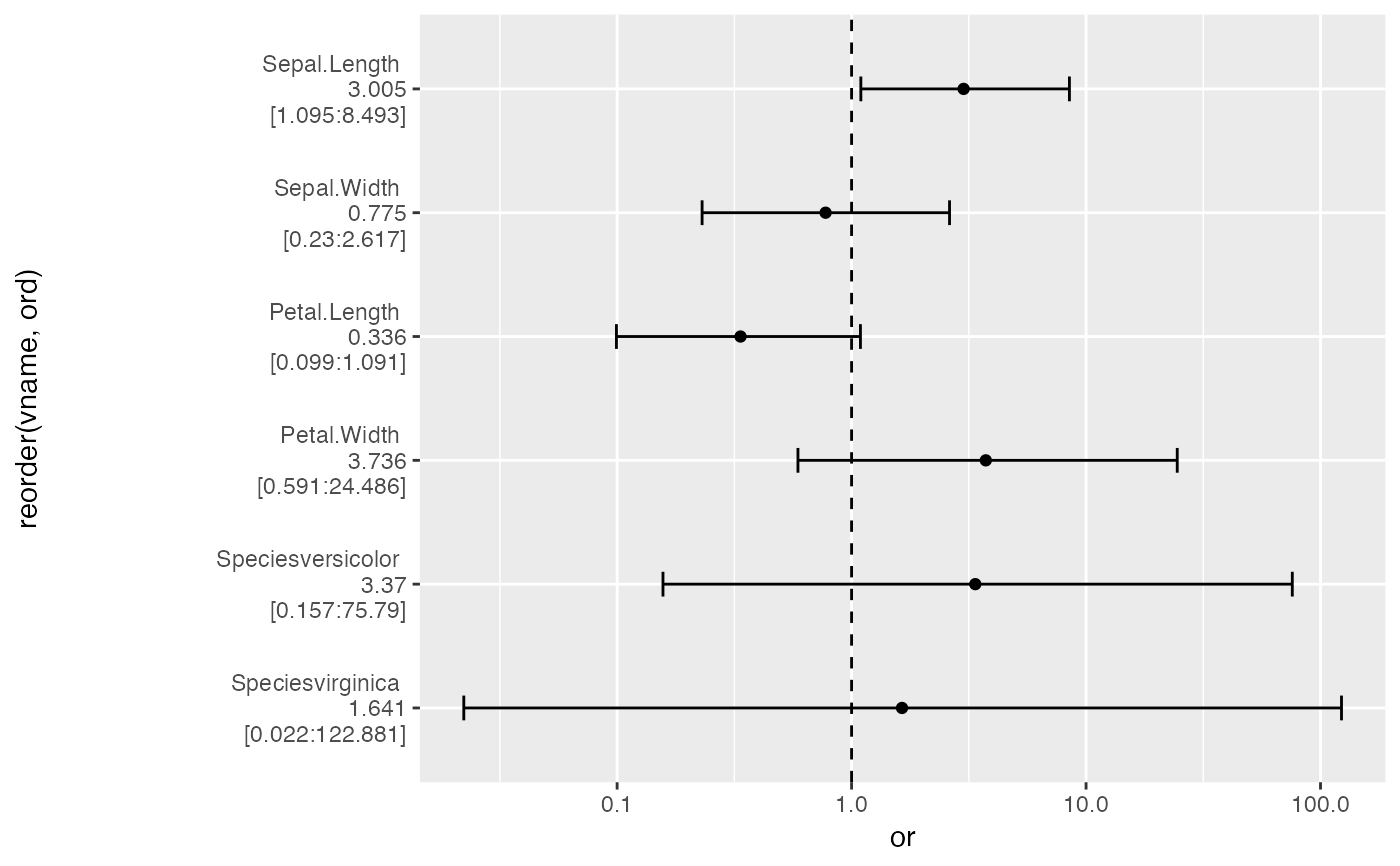 reorder(vname, ord)
Sepal.Length
3.005
[1.095:8.493]
Sepal.Width
0.775
[0.23:2.617]
Petal.Length
0.336
[0.099:1.091]
Petal.Width
3.736
[0.591:24.486]
Speciesversicolor
3.37
[0.157:75.79]
Speciesvirginica
1.641
[0.022:122.881]
0.1 1.0 10.0 100.0
or